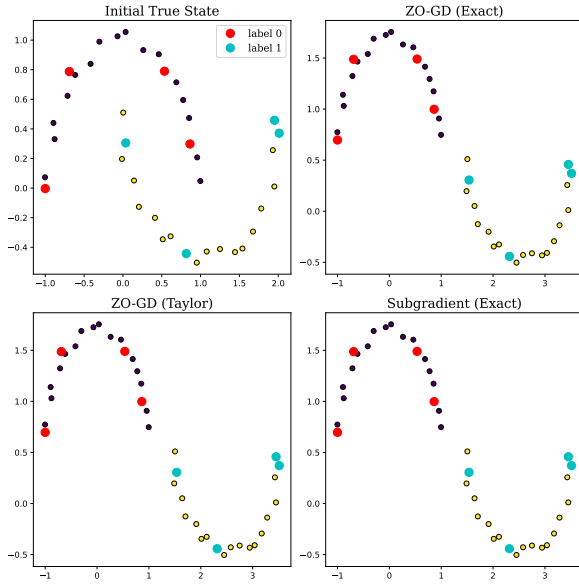 Initial True State
label 0
label 1
1.0
0.8
0.6
0.4
0.2
0.0
−0.2
−0.4
−1.0 −0.5 0.0 0.5 1.0 1.5 2.0
ZO-GD (Exact)
1.5
1.0
0.5
0.0
−0.5
−1 0 1 2 3
ZO-GD (Taylor)
1.5
1.0
0.5
0.0
−0.5
−1 0 1 2 3
Subgradient (Exact)
1.5
1.0
0.5
0.0
−0.5
−1 0 1 2 3